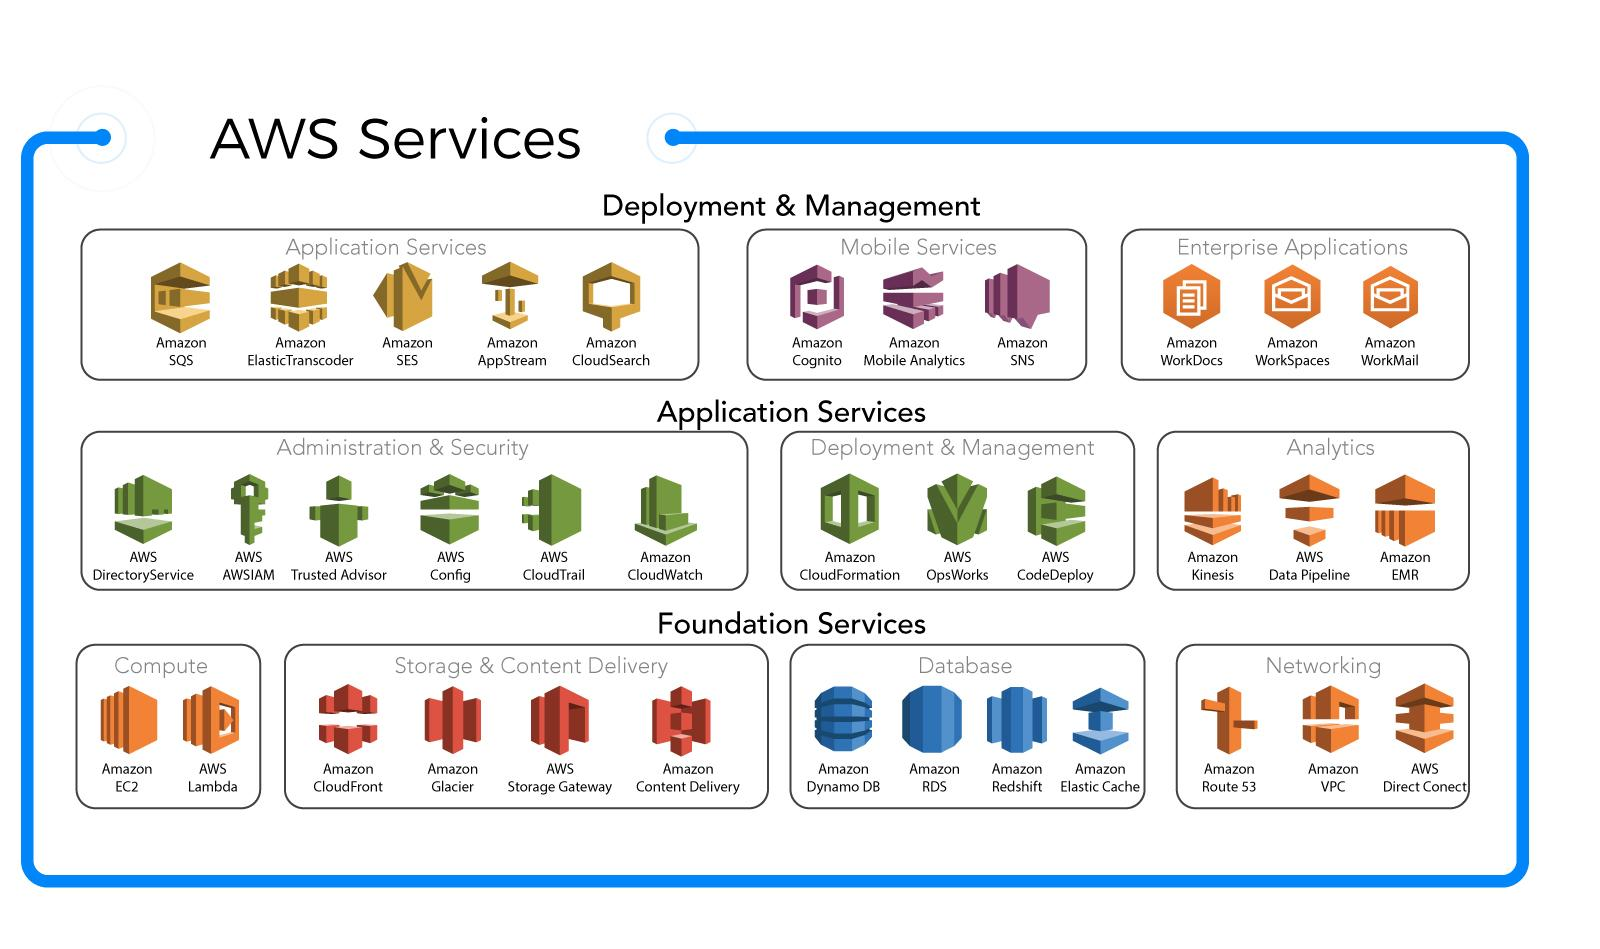 AWS Services
Deployment & Management
Application Services
Amazon
SQS
Amazon
ElasticTranscoder
Amazon
SES
Amazon
AppStream
Amazon
CloudSearch
Mobile Services
Amazon
Cognito
Amazon
Mobile Analytics
Amazon
SNS
Enterprise Applications
Amazon
WorkDocs
Amazon
WorkSpaces
Amazon
WorkMail
Application Services
Administration & Security
AWS
DirectoryService
AWS
AWSIAM
AWS
Trusted Advisor
AWS
Config
AWS
CloudTrail
Amazon
CloudWatch
Deployment & Management
Amazon
CloudFormation
AWS
OpsWorks
AWS
CodeDeploy
Analytics
Amazon
Kinesis
AWS
Data Pipeline
Amazon
EMR
Foundation Services
Compute
Amazon
EC2
AWS
Lambda
Storage & Content Delivery
Amazon
CloudFront
Amazon
Glacier
AWS
Storage Gateway
Amazon
Content Delivery
Database
Amazon
Dynamo DB
Amazon
RDS
Amazon
Redshift
Amazon
Elastic Cache
Networking
Amazon
Route 53
Amazon
VPC
AWS
Direct Conect